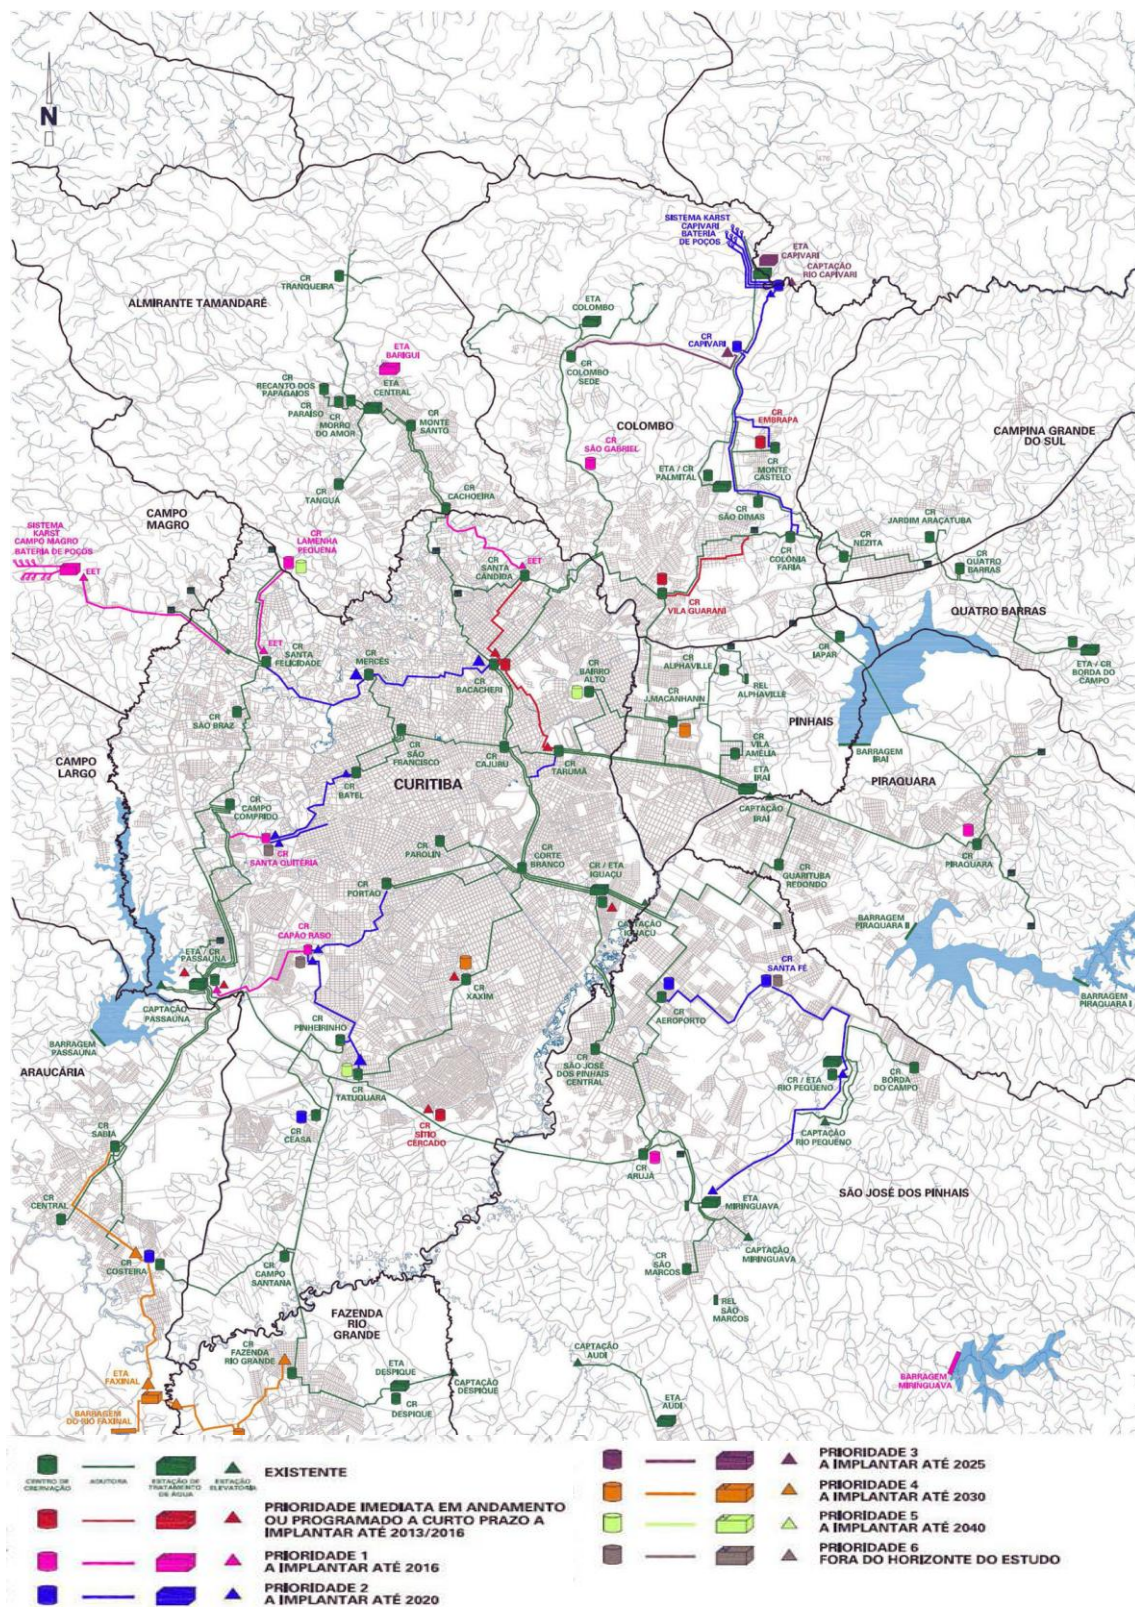 N
SISTEMA KARST
CAPIVARI
BATERIA
DE POÇOS
ETA
CAPIVARI
CAPTAÇÃO
RIO CAPIVARI
CR
TRANQUEIRA
ALMIRANTE TAMANDARÉ
ETA
COLOMBO
CR
CAPIVARI
ETA
BARIGUI
CR
COLOMBO
SEDE
CR
RECANTO DOS
PAPAGAIOS
ETA
CENTRAL
CR
PARAÍSO
CR
MORRO
DO AMOR
CR
MONTE
SANTO
COLOMBO
CR
EMBRAPA
CAMPINA GRANDE
DO SUL
CR
SÃO GABRIEL
CR
MONTE
CASTELO
ETA / CR
PALMITAL
CR
TANGUÁ
CR
CACHOEIRA
CR
SÃO DIMAS
CR
JARDIM ARAÇATUBA
CAMPO
MAGRO
SISTEMA
KARST
CAMPO MAGRO
BATERIA DE POÇOS
EET
CR
LAMENHA
PEQUENA
EET
CR
SANTA
CÂNDIDA
CR
COLÔNIA
FARIA
CR
NEZITA
CR
QUATRO
BARRAS
CR
VILA GUARANI
QUATRO BARRAS
EET
CR
SANTA
FELICIDADE
CR
MERCÊS
CR
BACACHERI
CR
BAIRRO
ALTO
CR
ALPHAVILLE
CR
IAPAR
ETA / CR
BORDA DO
CAMPO
REL
ALPHAVILLE
J.MACANHANN
CR
SÃO BRAZ
PINHAIS
CR
SÃO
FRANCISCO
CR
CAJURU
CR
TARUMÃ
CR
VILA
AMÉLIA
BARRAGEM
IRAÍ
CAMPO
LARGO
CURITIBA
CR
BATEL
ETA
IRAÍ
PIRAQUARA
CR
CAMPO
COMPRIDO
CAPTAÇÃO
IRAÍ
CR
SANTA QUITÉRIA
CR
PAROLIN
CR
CORTE
BRANCO
CR
PIRAQUARA
CR
PORTÃO
CR / ETA
IGUAÇU
CR
GUARITUBA
REDONDO
CAPTAÇÃO
IGUAÇU
BARRAGEM
PIRAQUARA II
CR
CAPÃO RASO
ETA / CR
PASSAÚNA
CR
SANTA FÉ
CR
XAXIM
CAPTAÇÃO
PASSAÚNA
CR
AEROPORTO
BARRAGEM
PIRAQUARA I
BARRAGEM
PASSAÚNA
CR
PINHEIRINHO
ARAUCÁRIA
CR
TATUQUARA
CR
SÃO JOSÉ
DOS PINHAIS
CENTRAL
CR / ETA
RIO PEQUENO
CR
BORDA
DO CAMPO
CR
CEASA
CR
SÍTIO
CERCADO
CAPTAÇÃO
RIO PEQUENO
CR
SABIÁ
CR
ARUJÁ
CR
CENTRAL
ETA
MIRINGUAVA
SÃO JOSÉ DOS PINHAIS
CR
COSTEIRA
CR
CAMPO
SANTANA
CR
SÃO
MARCOS
CAPTAÇÃO
MIRINGUAVA
REL
SÃO
MARCOS
FAZENDA
RIO
GRANDE
CR
FAZENDA
RIO GRANDE
CAPTAÇÃO
AUDI
ETA
FAXINAL
ETA
DESPIQUE
CAPTAÇÃO
DESPIQUE
BARRAGEM
MIRINGUAVA
BARRAGEM
DO RIO FAXINAL
CR
DESPIQUE
ETA
AUDI
CENTRO DE
RESERVAÇÃO
ADUTORA
ESTAÇÃO DE
TRATAMENTO
DE ÁGUA
ESTAÇÃO
ELEVATÓRIA
EXISTENTE
PRIORIDADE IMEDIATA EM ANDAMENTO
OU PROGRAMADO A CURTO PRAZO A
IMPLANTAR ATÉ 2013/2016
PRIORIDADE 1
A IMPLANTAR ATÉ 2016
PRIORIDADE 2
A IMPLANTAR ATÉ 2020
PRIORIDADE 3
A IMPLANTAR ATÉ 2025
PRIORIDADE 4
A IMPLANTAR ATÉ 2030
PRIORIDADE 5
A IMPLANTAR ATÉ 2040
PRIORIDADE 6
FORA DO HORIZONTE DO ESTUDO